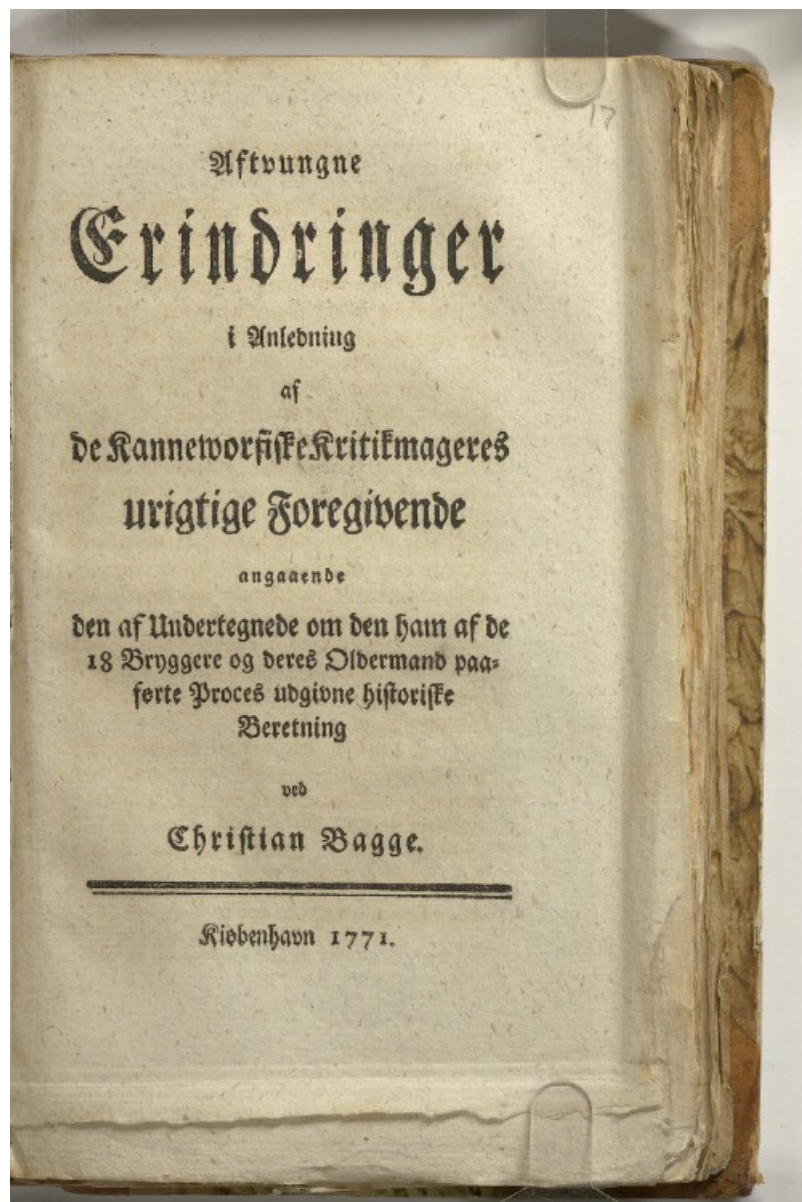 17
Aftvungne
Erindringer
i Anledning
af
de Kanneworfiske Kritikmageres
urigtige Foregivende
angaaende
den af Undertegnede om den ham af de
18 Bryggere og deres Oldermand paa-
førte Proces udgivne historiske
Beretning
ved
Christian Bagge.
Kiøbenhavn 1771.